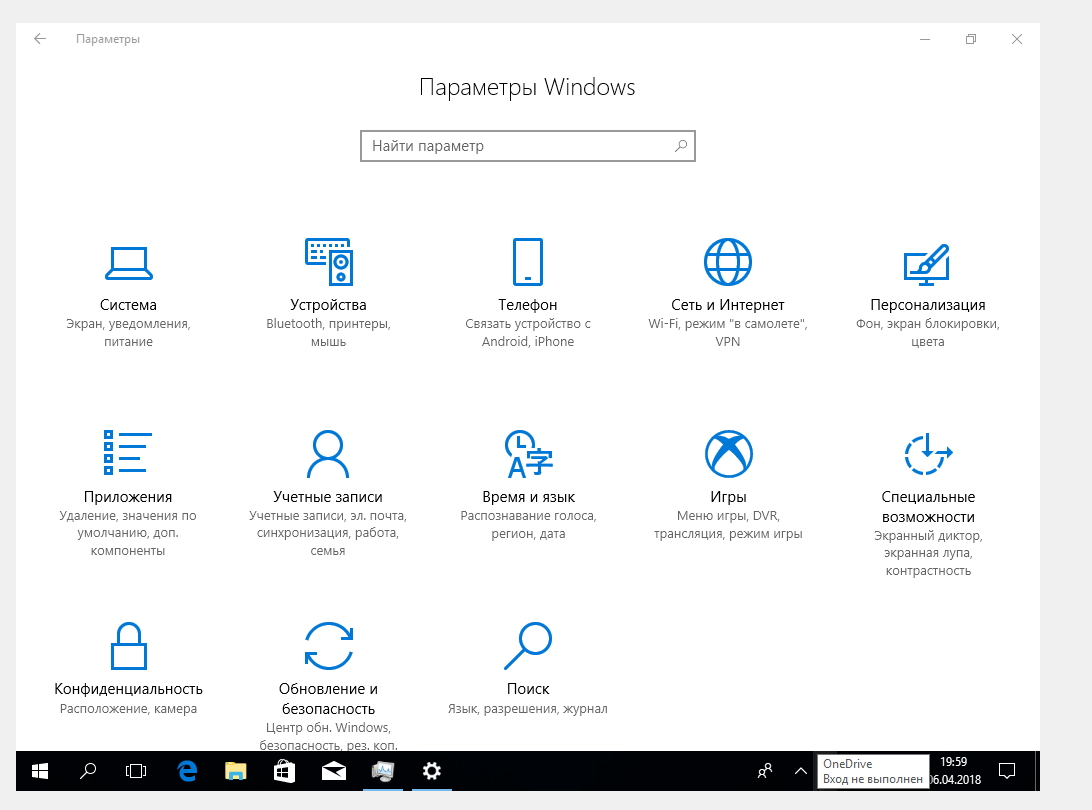 Параметры
Параметры Windows
Найти параметр
Система
Экран, уведомления,
питание
Устройства
Bluetooth, принтеры,
мышь
Телефон
Связать устройство с
Android, iPhone
Сеть и Интернет
Wi-Fi, режим "в самолете",
VPN
Персонализация
Фон, экран блокировки,
цвета
Приложения
Удаление, значения по
умолчанию, доп.
компоненты
Учетные записи
Учетные записи, эл. почта,
синхронизация, работа,
семья
Время и язык
Распознавание голоса,
регион, дата
Игры
Меню игры, DVR,
трансляция, режим игры
Специальные
возможности
Экранный диктор,
экранная лупа,
контрастность
Конфиденциальность
Расположение, камера
Обновление и
безопасность
Центр обн. Windows,
безопасность, рез. коп.
Поиск
Язык, разрешения, журнал
OneDrive
Вход не выполнен
19:59
06.04.2018